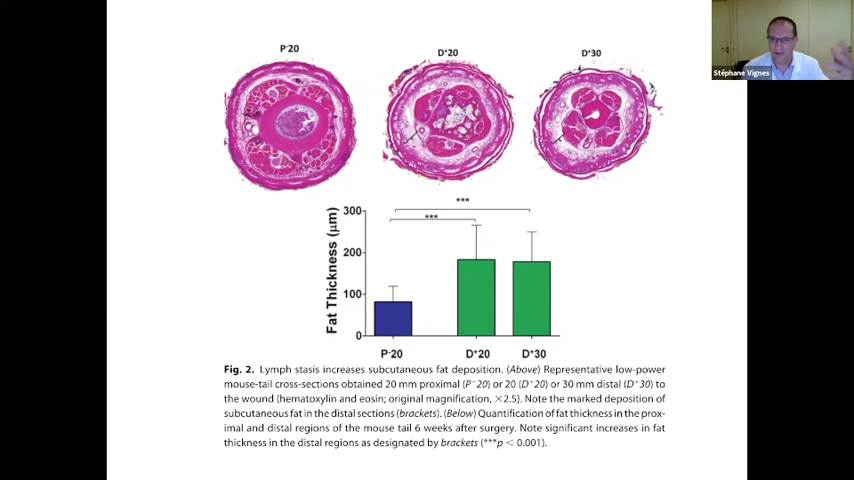 Stéphane Vignes
P⁻20
D⁺20
D⁺30
***
***
Fat Thickness (μm)
300
200
100
0
P-20
D⁺20
D⁺30
Fig. 2. Lymph stasis increases subcutaneous fat deposition. (Above) Representative low-power
mouse-tail cross-sections obtained 20 mm proximal (P⁻20) or 20 (D⁺20) or 30 mm distal (D⁺30) to
the wound (hematoxylin and eosin; original magnification, ×2.5). Note the marked deposition of
subcutaneous fat in the distal sections (brackets). (Below) Quantification of fat thickness in the prox-
imal and distal regions of the mouse tail 6 weeks after surgery. Note significant increases in fat
thickness in the distal regions as designated by brackets (***p < 0.001).